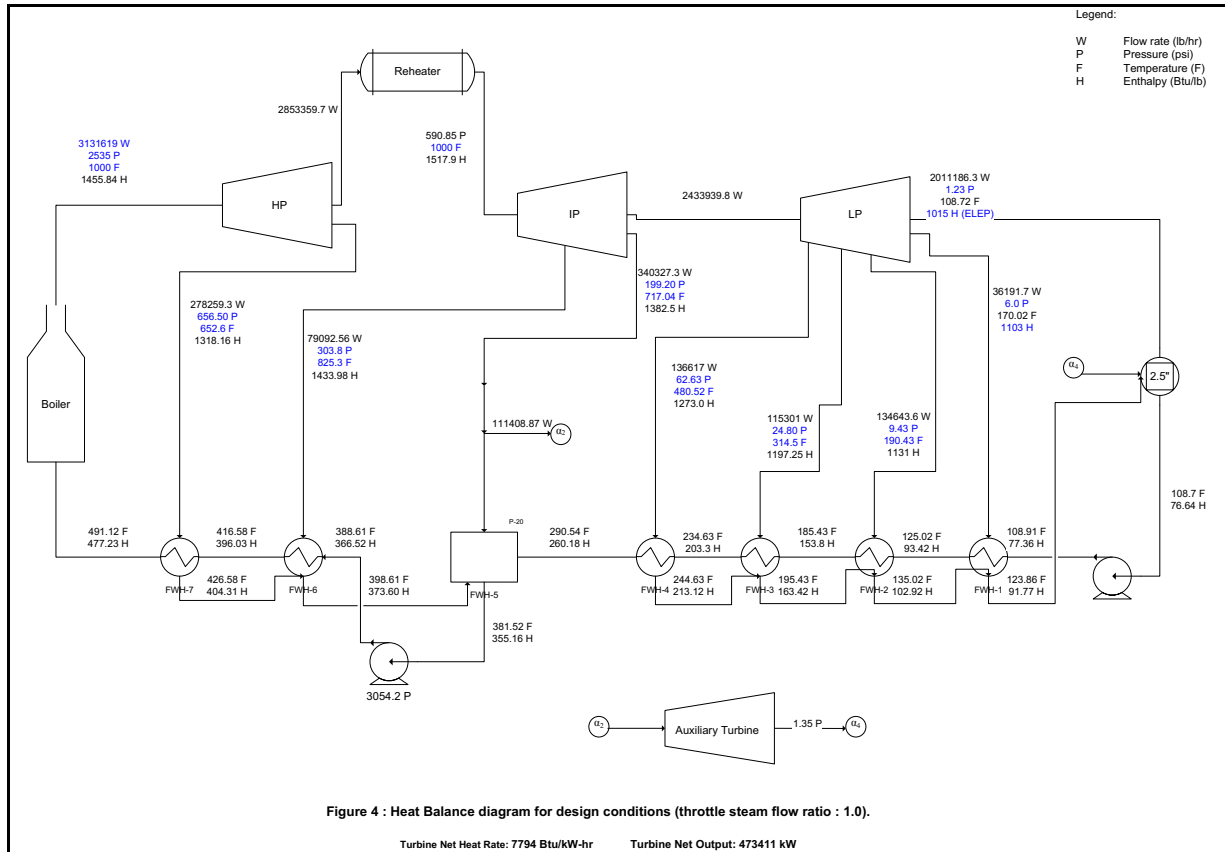 Legend:
W Flow rate (lb/hr)
P Pressure (psi)
F Temperature (F)
H Enthalpy (Btu/lb)
Reheater
2853359.7 W
590.85 P
1000 F
1517.9 H
3131619 W
2535 P
1000 F
1455.84 H
HP
IP
2433939.8 W
LP
2011186.3 W
1.23 P
108.72 F
1015 H (ELEP)
278259.3 W
656.50 P
652.6 F
1318.16 H
79092.56 W
303.8 P
825.3 F
1433.98 H
340327.3 W
199.20 P
717.04 F
1382.5 H
36191.7 W
6.0 P
170.02 F
1103 H
136617 W
62.63 P
480.52 F
1273.0 H
115301 W
24.80 P
314.5 F
1197.25 H
134643.6 W
9.43 P
190.43 F
1131 H
α4
2.5"
Boiler
111408.87 W
α2
108.7 F
76.64 H
491.12 F
477.23 H
416.58 F
396.03 H
388.61 F
366.52 H
P-20
290.54 F
260.18 H
234.63 F
203.3 H
185.43 F
153.8 H
125.02 F
93.42 H
108.91 F
77.36 H
FWH-7
426.58 F
404.31 H
FWH-6
398.61 F
373.60 H
FWH-5
FWH-4
244.63 F
213.12 H
FWH-3
195.43 F
163.42 H
FWH-2
135.02 F
102.92 H
FWH-1
123.86 F
91.77 H
381.52 F
355.16 H
3054.2 P
α2
Auxiliary Turbine
1.35 P
α4
Figure 4 : Heat Balance diagram for design conditions (throttle steam flow ratio : 1.0).
Turbine Net Heat Rate: 7794 Btu/kW-hr Turbine Net Output: 473411 kW